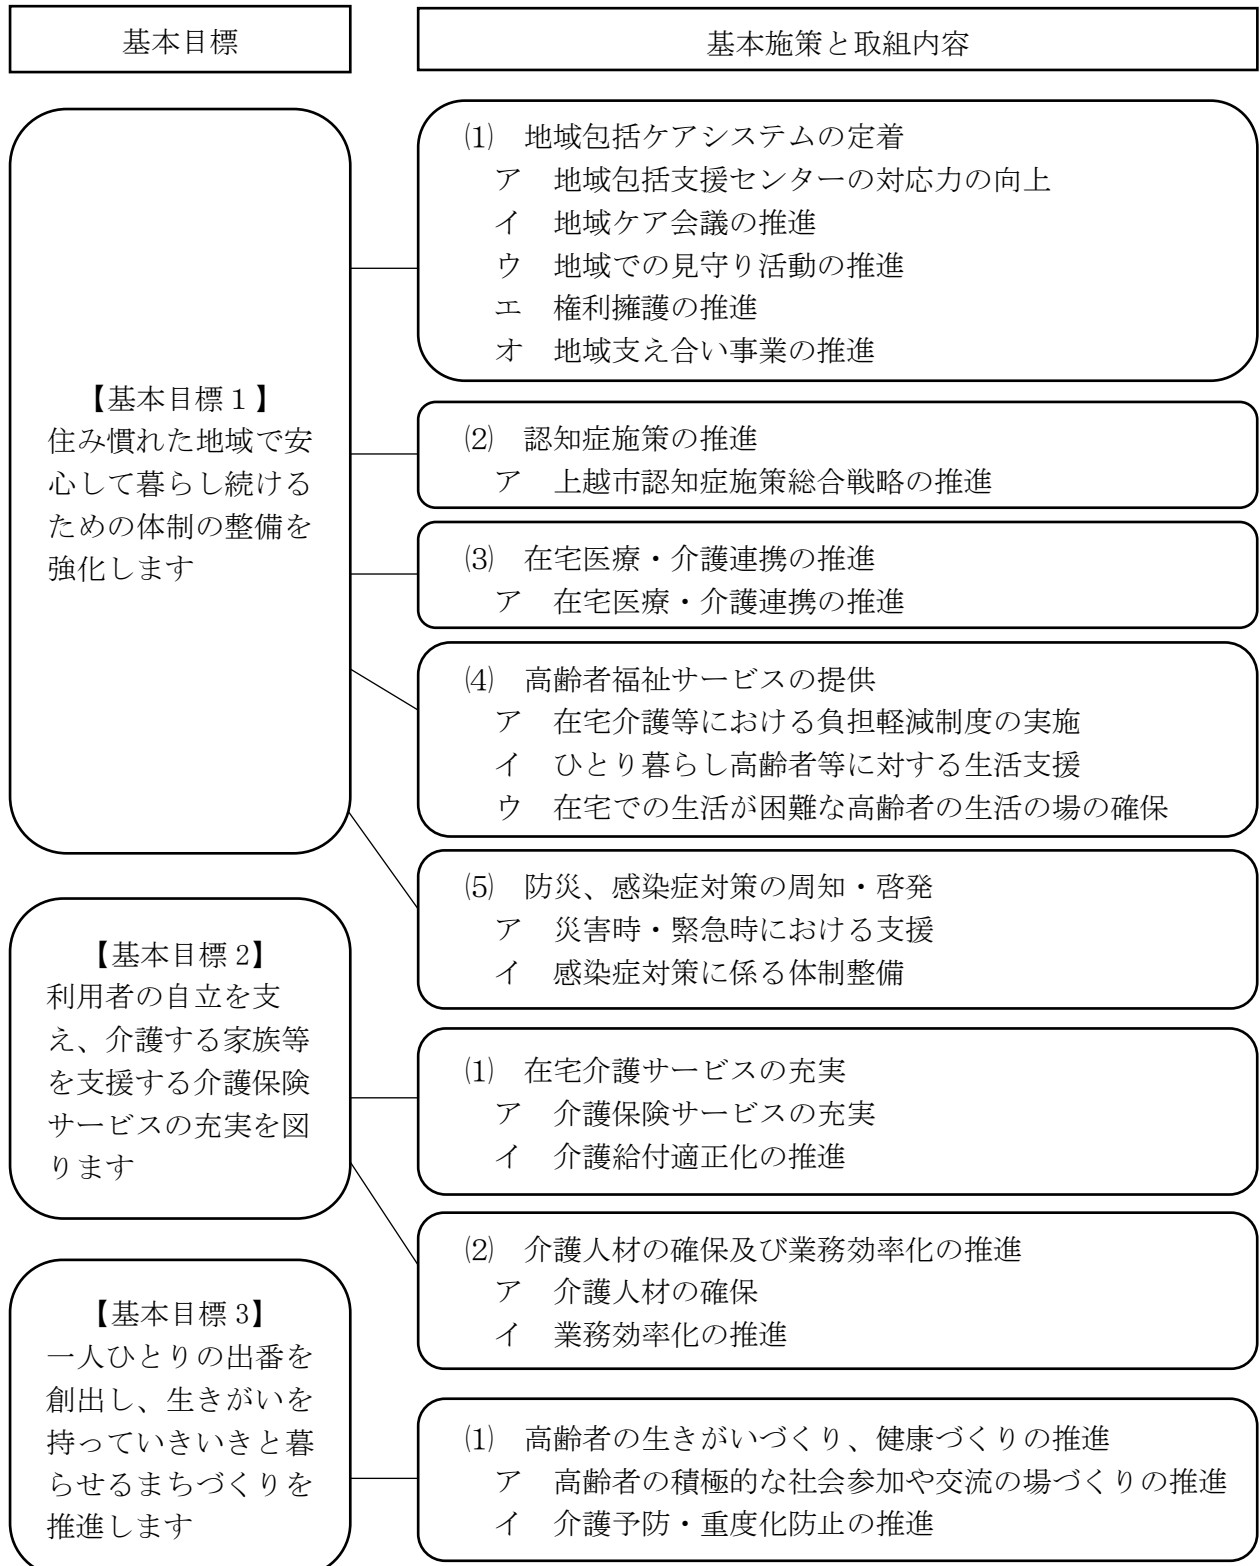 基本目標
基本施策と取組内容
【基本目標１】
住み慣れた地域で安
心して暮らし続ける
ための体制の整備を
強化します
⑴　地域包括ケアシステムの定着
ア　地域包括支援センターの対応力の向上
イ　地域ケア会議の推進
ウ　地域での見守り活動の推進
エ　権利擁護の推進
オ　地域支え合い事業の推進
⑵　認知症施策の推進
ア　上越市認知症施策総合戦略の推進
⑶　在宅医療・介護連携の推進
ア　在宅医療・介護連携の推進
⑷　高齢者福祉サービスの提供
ア　在宅介護等における負担軽減制度の実施
イ　ひとり暮らし高齢者等に対する生活支援
ウ　在宅での生活が困難な高齢者の生活の場の確保
⑸　防災、感染症対策の周知・啓発
ア　災害時・緊急時における支援
イ　感染症対策に係る体制整備
【基本目標 2】
利用者の自立を支
え、介護する家族等
を支援する介護保険
サービスの充実を図
ります
⑴　在宅介護サービスの充実
ア　介護保険サービスの充実
イ　介護給付適正化の推進
⑵　介護人材の確保及び業務効率化の推進
ア　介護人材の確保
イ　業務効率化の推進
【基本目標 3】
一人ひとりの出番を
創出し、生きがいを
持っていきいきと暮
らせるまちづくりを
推進します
⑴　高齢者の生きがいづくり、健康づくりの推進
ア　高齢者の積極的な社会参加や交流の場づくりの推進
イ　介護予防・重度化防止の推進